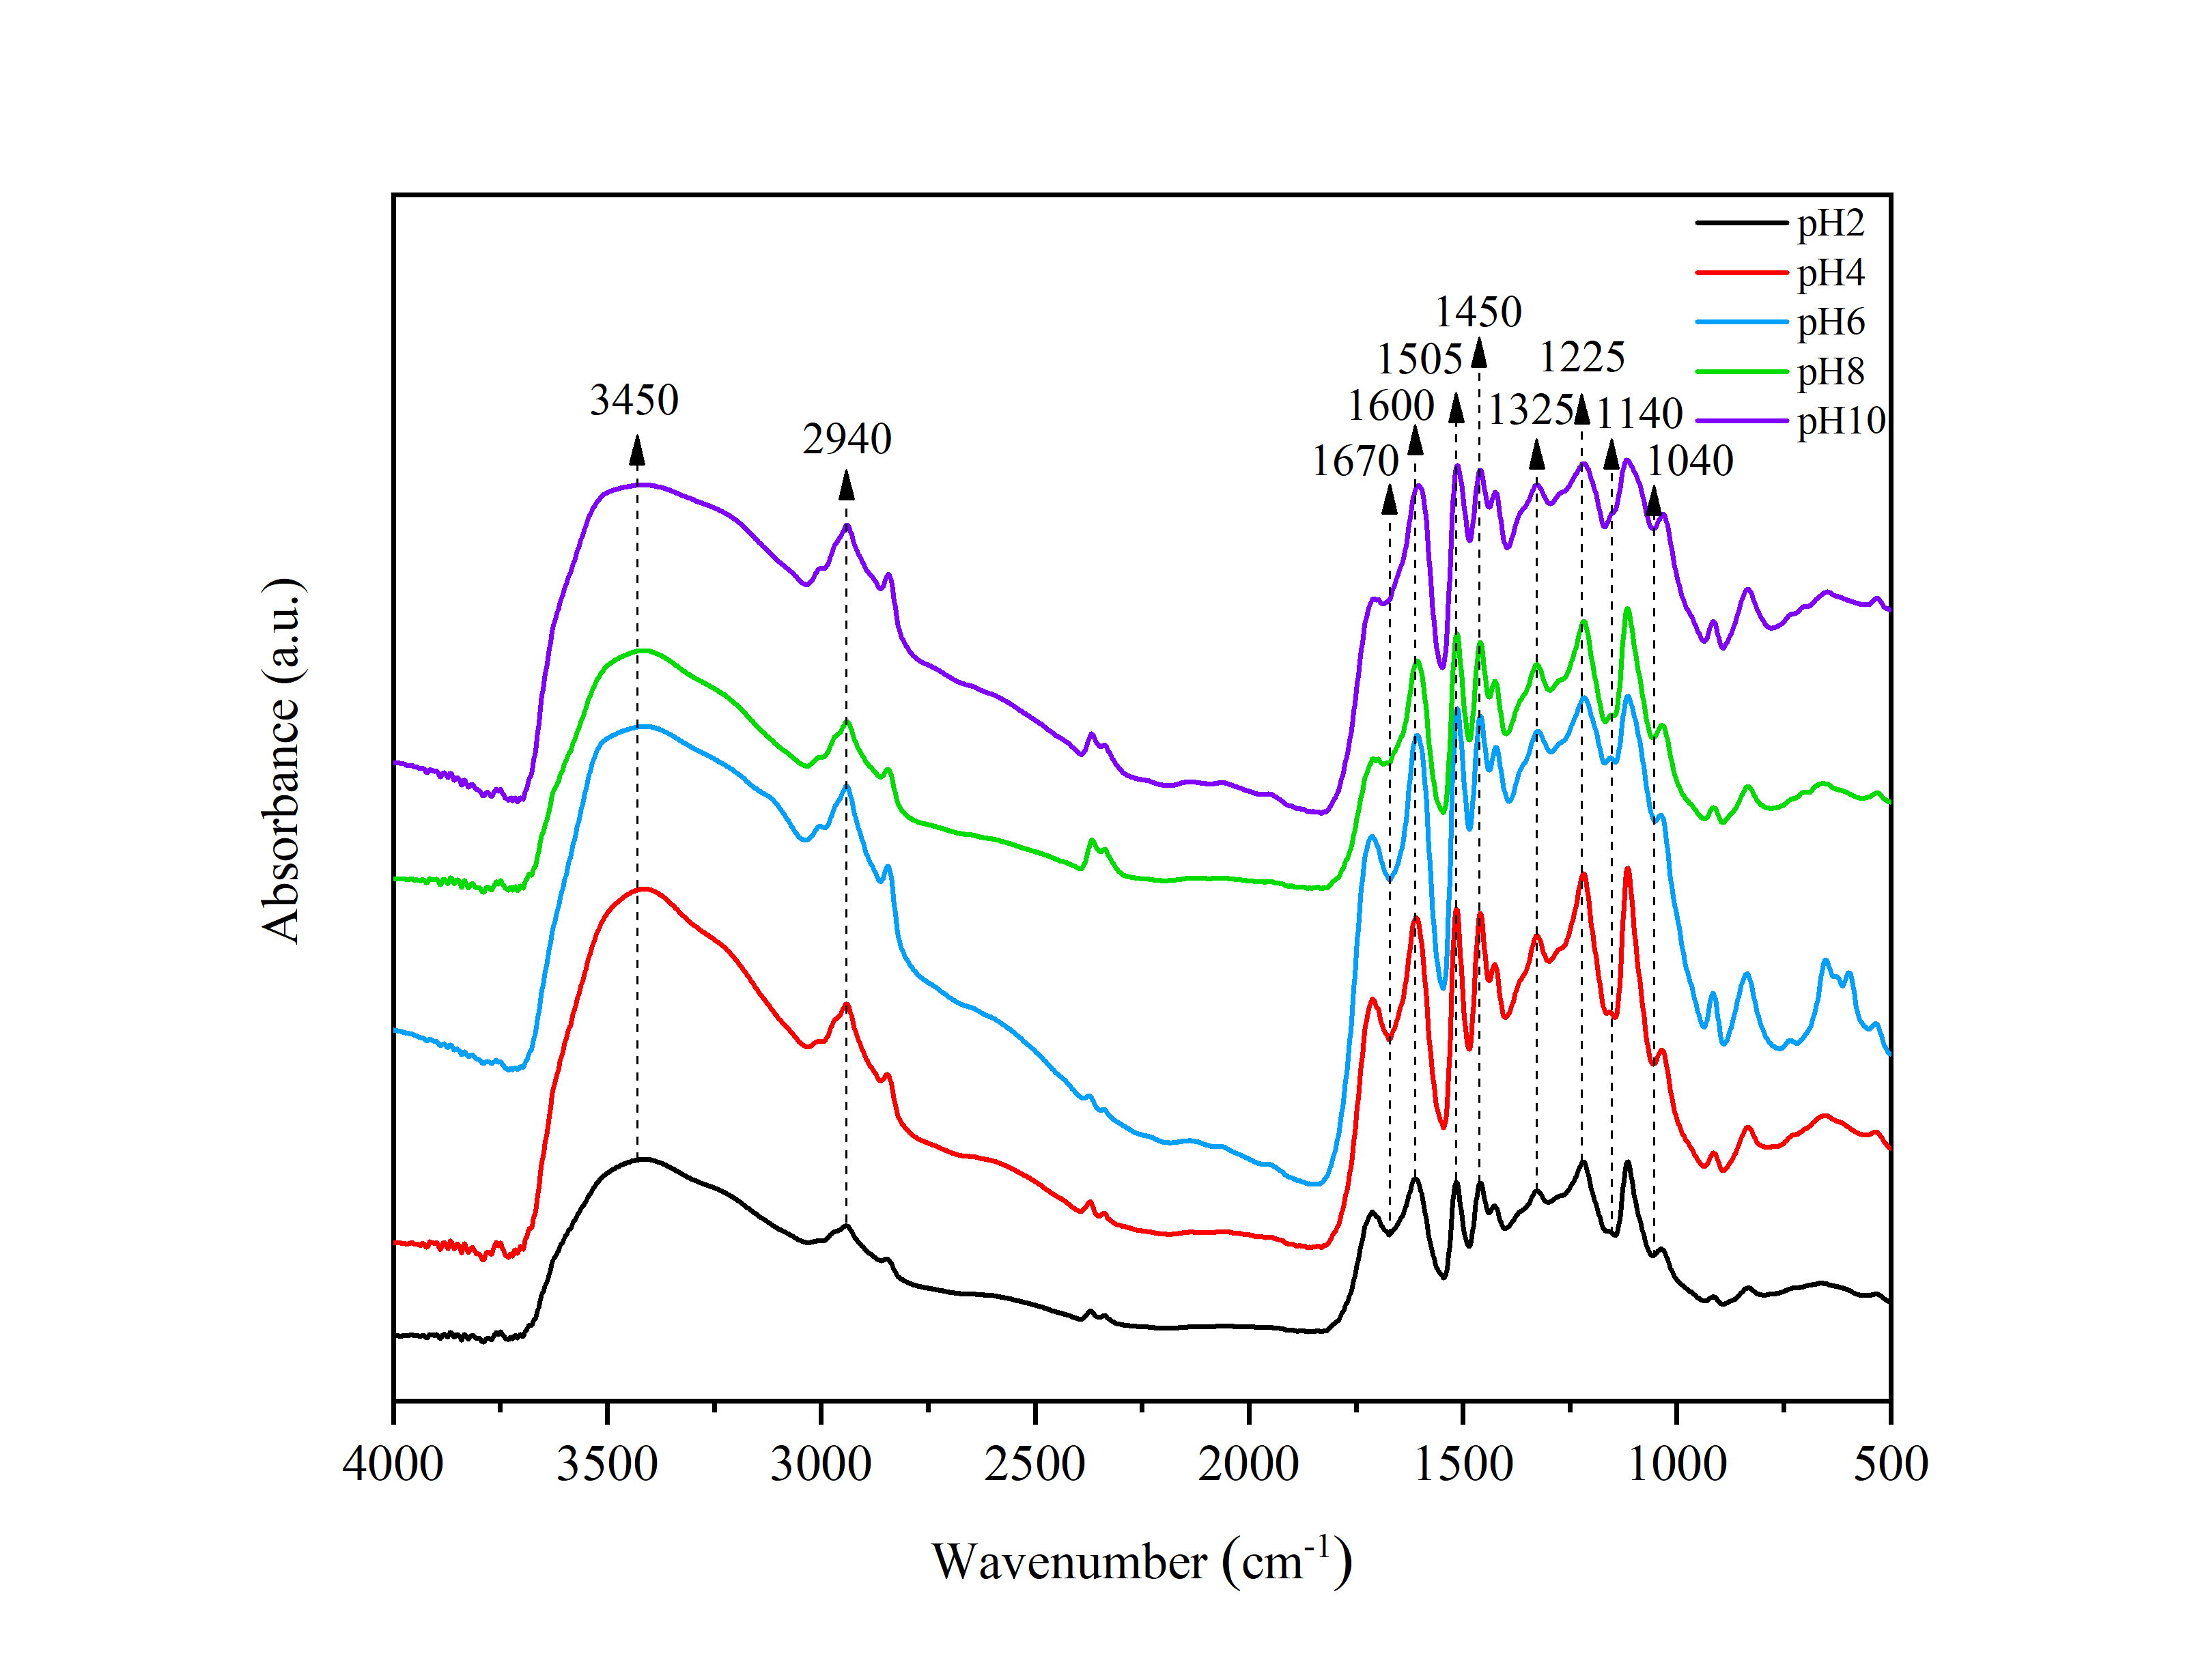 pH2
pH4
pH6
pH8
pH10
1450
1505
1225
3450
1600
1325
1140
2940
1670
1040
Absorbance (a.u.)
4000
3500
3000
2500
2000
1500
1000
500
Wavenumber (cm⁻¹)